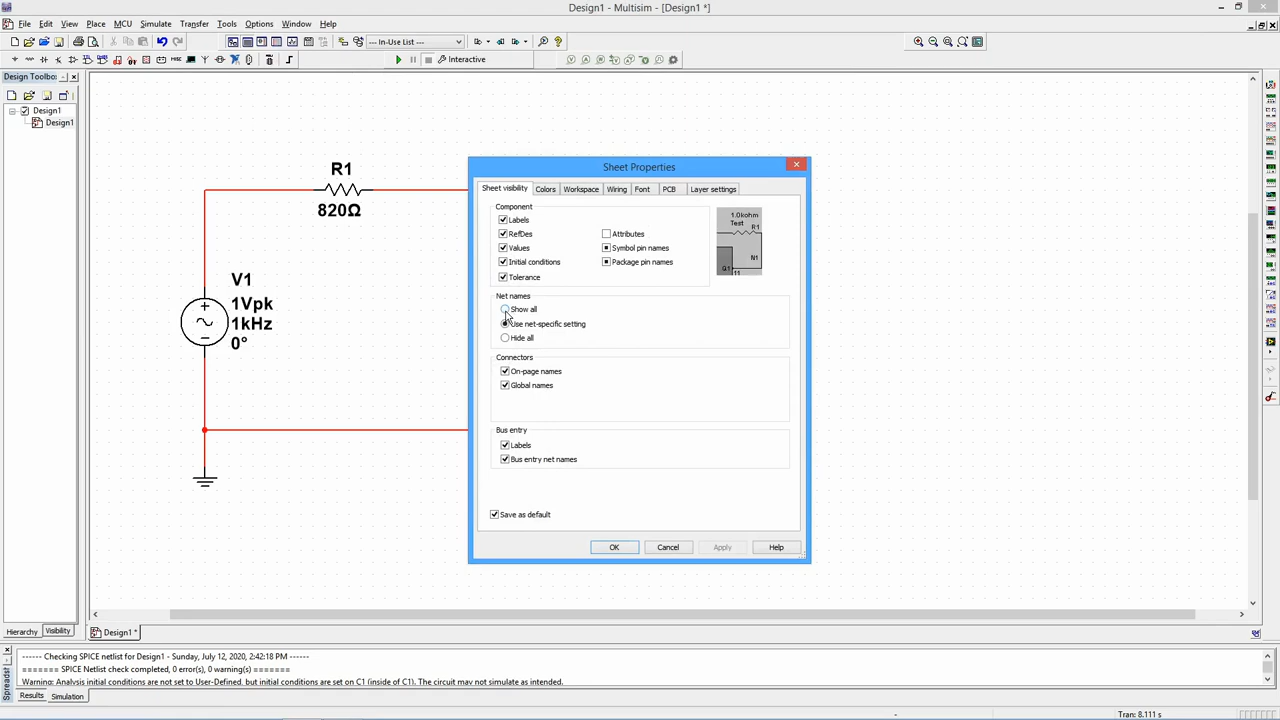 Design1 - Multisim - [Design1 *]
File Edit View Place MCU Simulate Transfer Tools Options Window Help
--- In-Use List ---
Interactive
Design Toolbo:
Design1
Design1
R1
820Ω
V1
1Vpk
1kHz
0°
Sheet Properties
Sheet visibility Colors Workspace Wiring Font PCB Layer settings
Component
Labels
RefDes Attributes
Values Symbol pin names
Initial conditions Package pin names
Tolerance
1.0kohm
Test
R1
N1
Q1
11
Net names
Show all
Use net-specific setting
Hide all
Connectors
On-page names
Global names
Bus entry
Labels
Bus entry net names
Save as default
OK Cancel Apply Help
Hierarchy Visibility
Design1 *
Spreadsh
------ Checking SPICE netlist for Design1 - Sunday, July 12, 2020, 2:42:18 PM ------
======= SPICE Netlist check completed, 0 error(s), 0 warning(s) =======
Warning: Analysis initial conditions are not set to User-Defined, but initial conditions are set on C1 (inside of C1). The circuit may not simulate as intended.
Results Simulation
Tran: 8.111 s